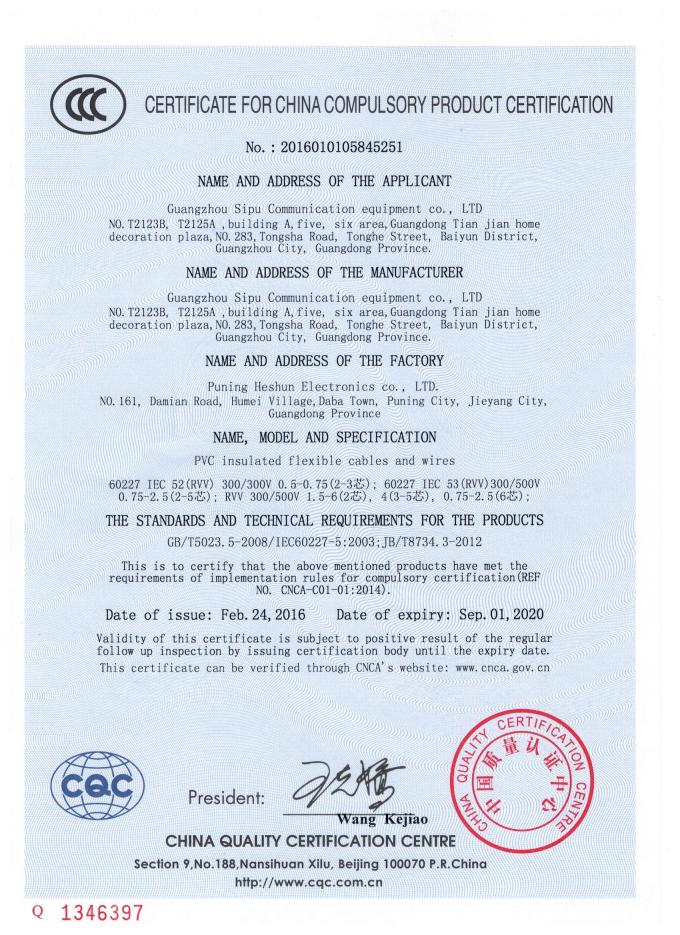 CCC
CERTIFICATE FOR CHINA COMPULSORY PRODUCT CERTIFICATION
No. : 2016010105845251
NAME AND ADDRESS OF THE APPLICANT
Guangzhou Sipu Communication equipment co., LTD
NO. T2123B, T2125A ,building A,five, six area,Guangdong Tian jian home
decoration plaza,NO. 283,Tongsha Road, Tonghe Street, Baiyun District,
Guangzhou City, Guangdong Province.
NAME AND ADDRESS OF THE MANUFACTURER
Guangzhou Sipu Communication equipment co., LTD
NO. T2123B, T2125A ,building A,five, six area,Guangdong Tian jian home
decoration plaza,NO. 283,Tongsha Road, Tonghe Street, Baiyun District,
Guangzhou City, Guangdong Province.
NAME AND ADDRESS OF THE FACTORY
Puning Heshun Electronics co., LTD.
NO. 161, Damian Road, Humei Village,Daba Town, Puning City, Jieyang City,
Guangdong Province
NAME, MODEL AND SPECIFICATION
PVC insulated flexible cables and wires
60227 IEC 52(RVV) 300/300V 0.5-0.75(2-3芯); 60227 IEC 53(RVV)300/500V
0.75-2.5(2-5芯); RVV 300/500V 1.5-6(2芯), 4(3-5芯), 0.75-2.5(6芯);
THE STANDARDS AND TECHNICAL REQUIREMENTS FOR THE PRODUCTS
GB/T5023.5-2008/IEC60227-5:2003;JB/T8734.3-2012
This is to certify that the above mentioned products have met the
requirements of implementation rules for compulsory certification(REF
NO. CNCA-C01-01:2014).
Date of issue: Feb. 24, 2016 Date of expiry: Sep. 01, 2020
Validity of this certificate is subject to positive result of the regular
follow up inspection by issuing certification body until the expiry date.
This certificate can be verified through CNCA's website: www.cnca.gov.cn
CQC
President:
Wang Kejiao
CHINA QUALITY CERTIFICATION CENTRE
中国质量认证中心
CHINA QUALITY CERTIFICATION CENTRE
Section 9,No.188,Nansihuan Xilu, Beijing 100070 P.R.China
http://www.cqc.com.cn
Q 1346397